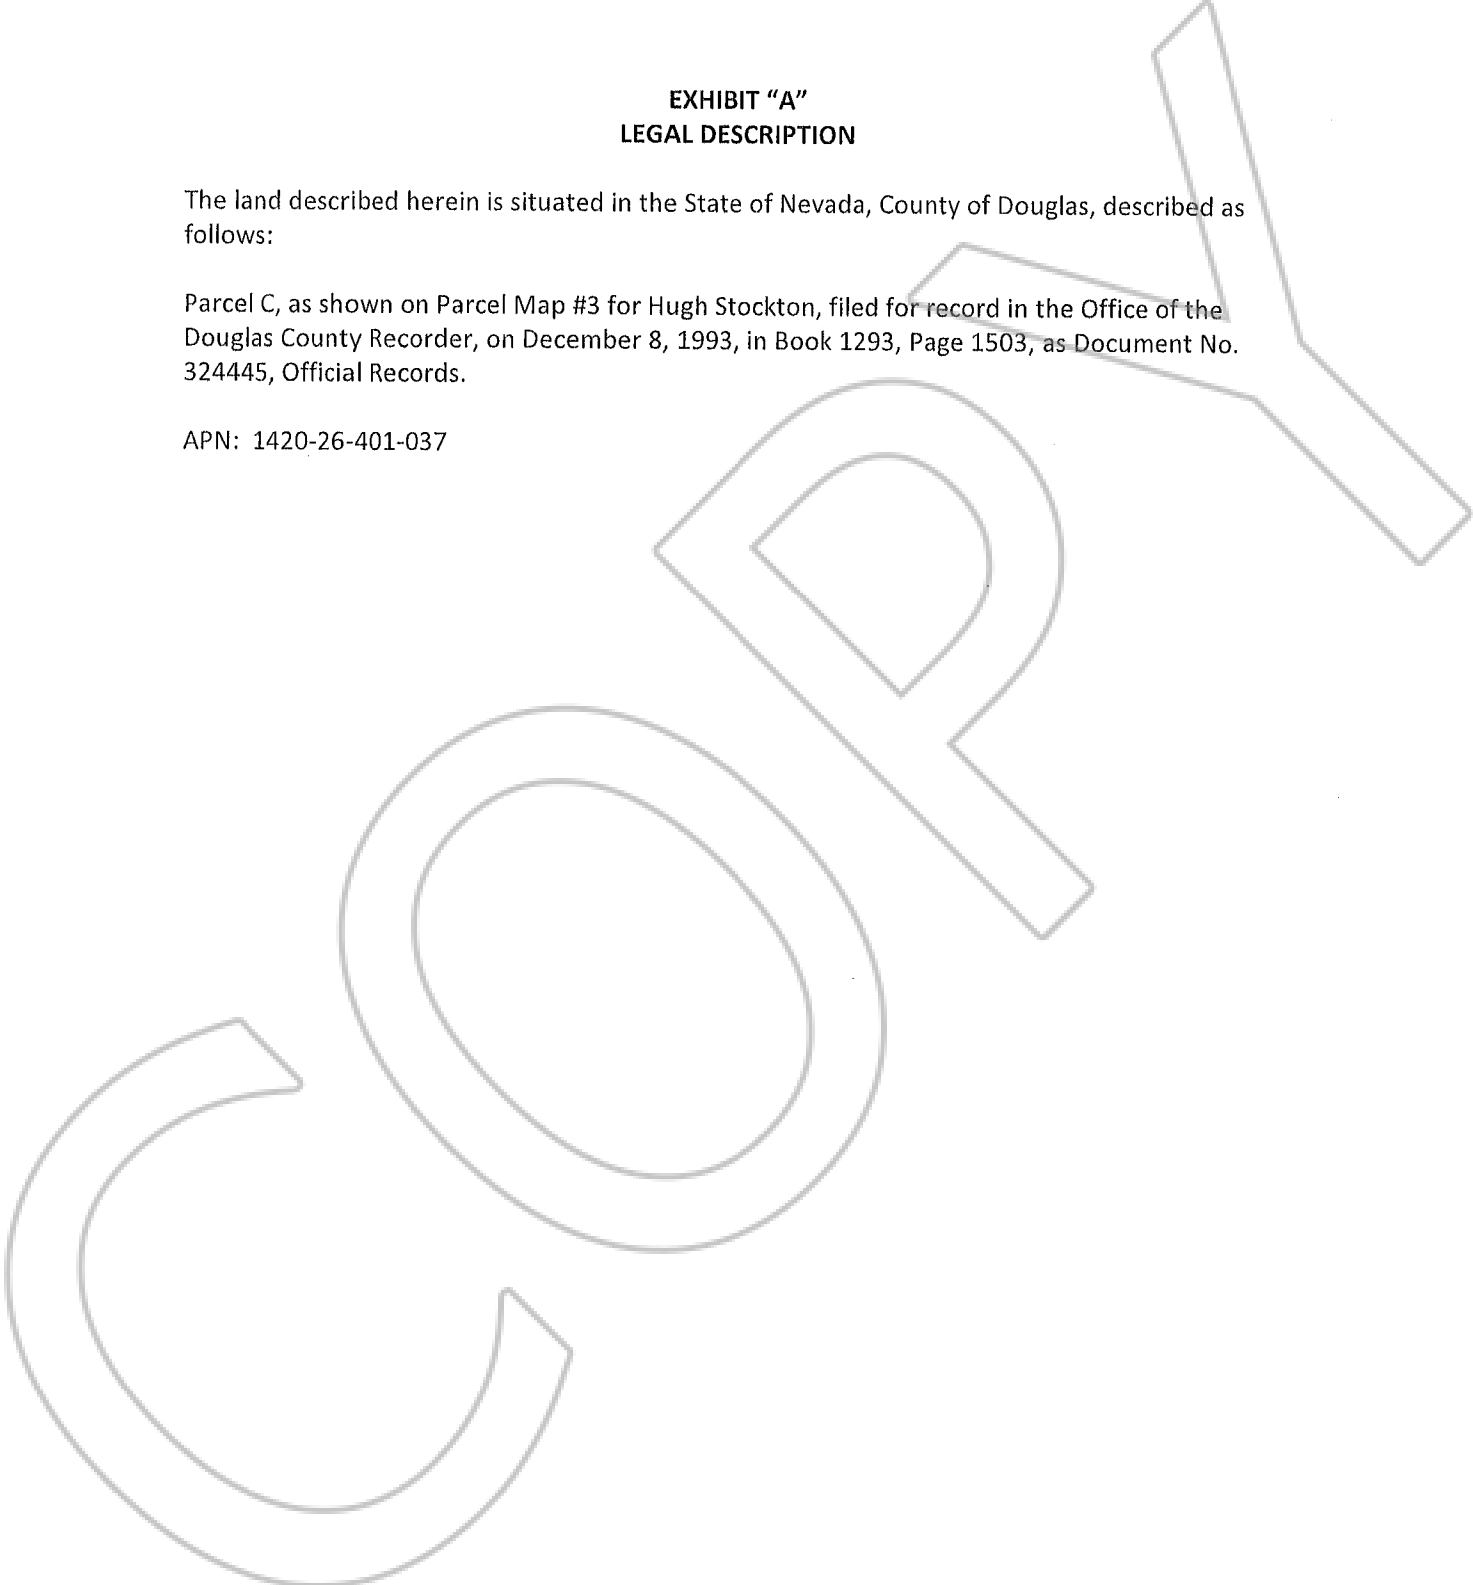 EXHIBIT “A”
LEGAL DESCRIPTION
The land described herein is situated in the State of Nevada, County of Douglas, described as
follows:
Parcel C, as shown on Parcel Map #3 for Hugh Stockton, filed for record in the Office of the
Douglas County Recorder, on December 8, 1993, in Book 1293, Page 1503, as Document No.
324445, Official Records.
APN: 1420-26-401-037
COPY